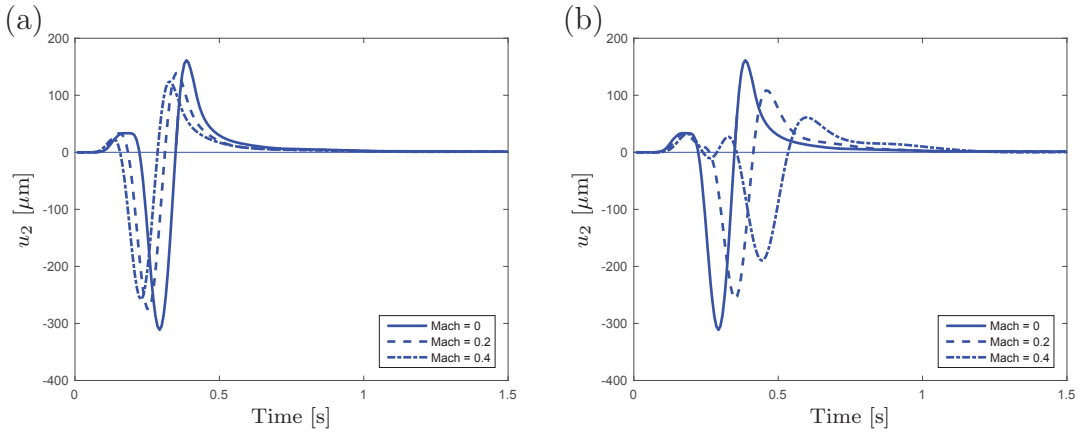 (a)
200
100
0
-100
-200
-300
-400
u₂ [μm]
0
0.5
1
1.5
Time [s]
Mach = 0
Mach = 0.2
Mach = 0.4
(b)
200
100
0
-100
-200
-300
-400
u₂ [μm]
0
0.5
1
1.5
Time [s]
Mach = 0
Mach = 0.2
Mach = 0.4